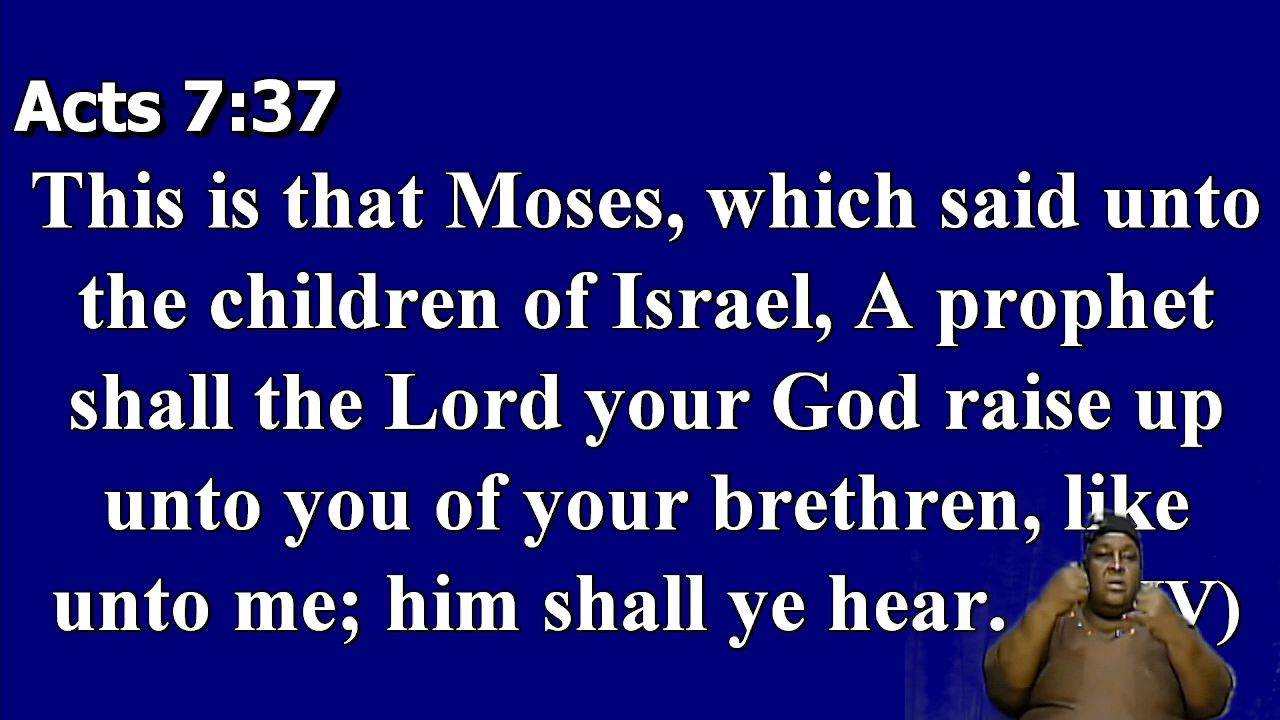 Acts 7:37
This is that Moses, which said unto
the children of Israel, A prophet
shall the Lord your God raise up
unto you of your brethren, like
unto me; him shall ye hear. V)